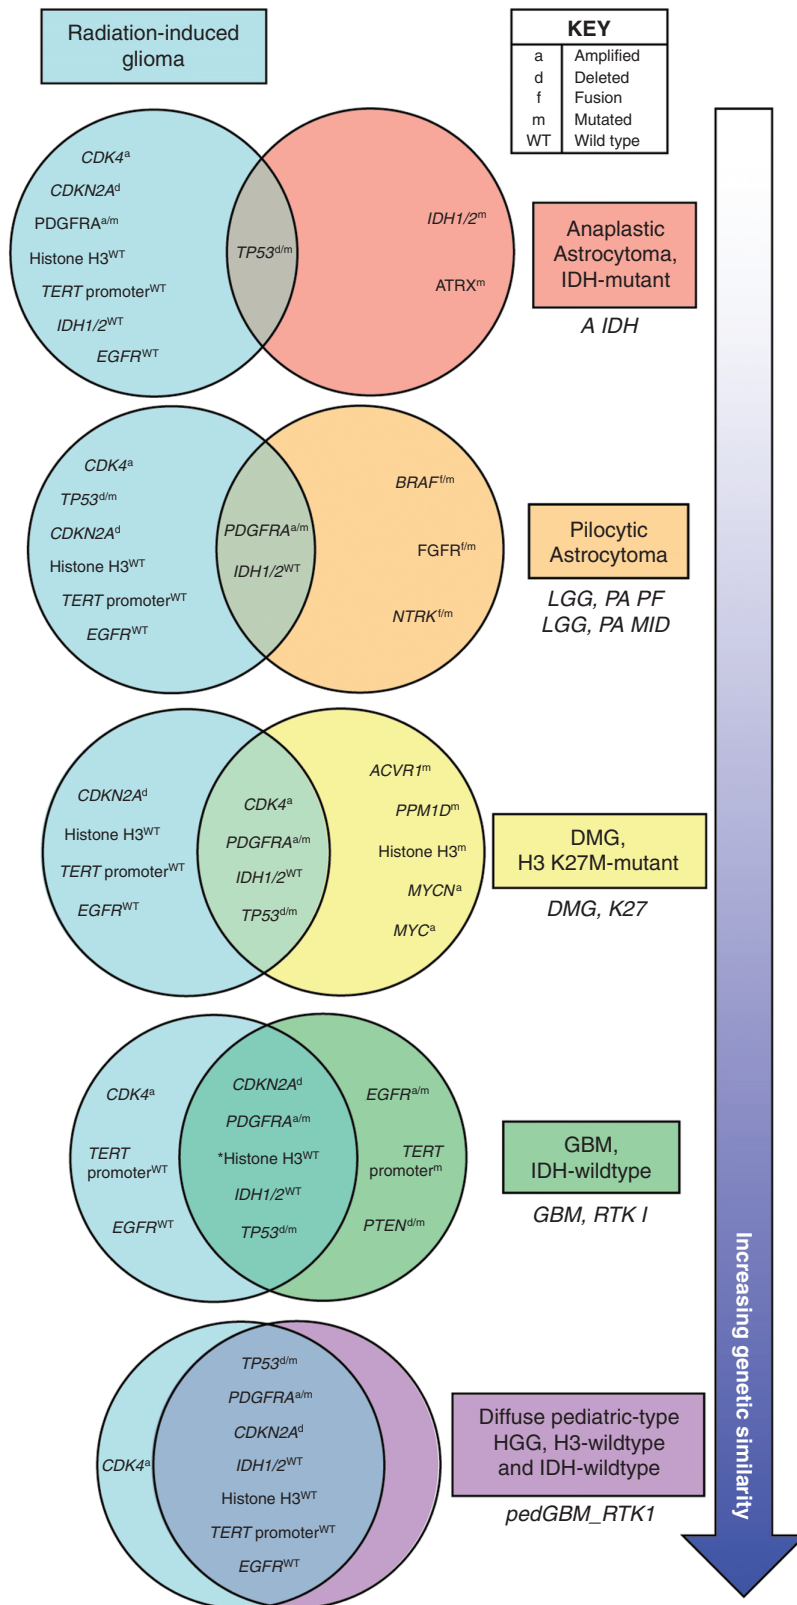 Radiation-induced
glioma
KEY
a Amplified
d Deleted
f Fusion
m Mutated
WT Wild type
CDK4a
CDKN2Ad
PDGFRAa/m
Histone H3WT
TERT promoterWT
IDH1/2WT
EGFRWT
TP53d/m
IDH1/2m
ATRXm
Anaplastic
Astrocytoma,
IDH-mutant
A IDH
CDK4a
TP53d/m
CDKN2Ad
Histone H3WT
TERT promoterWT
EGFRWT
PDGFRAa/m
IDH1/2WT
BRAFf/m
FGFRf/m
NTRKf/m
Pilocytic
Astrocytoma
LGG, PA PF
LGG, PA MID
CDKN2Ad
Histone H3WT
TERT promoterWT
EGFRWT
CDK4a
PDGFRAa/m
IDH1/2WT
TP53d/m
ACVR1m
PPM1Dm
Histone H3m
MYCNa
MYCa
DMG,
H3 K27M-mutant
DMG, K27
CDK4a
TERT
promoterWT
EGFRWT
CDKN2Ad
PDGFRAa/m
*Histone H3WT
IDH1/2WT
TP53d/m
EGFRa/m
TERT
promoterm
PTENd/m
GBM,
IDH-wildtype
GBM, RTK I
CDK4a
TP53d/m
PDGFRAa/m
CDKN2Ad
IDH1/2WT
Histone H3WT
TERT promoterWT
EGFRWT
Diffuse pediatric-type
HGG, H3-wildtype
and IDH-wildtype
pedGBM_RTK1
Increasing genetic similarity